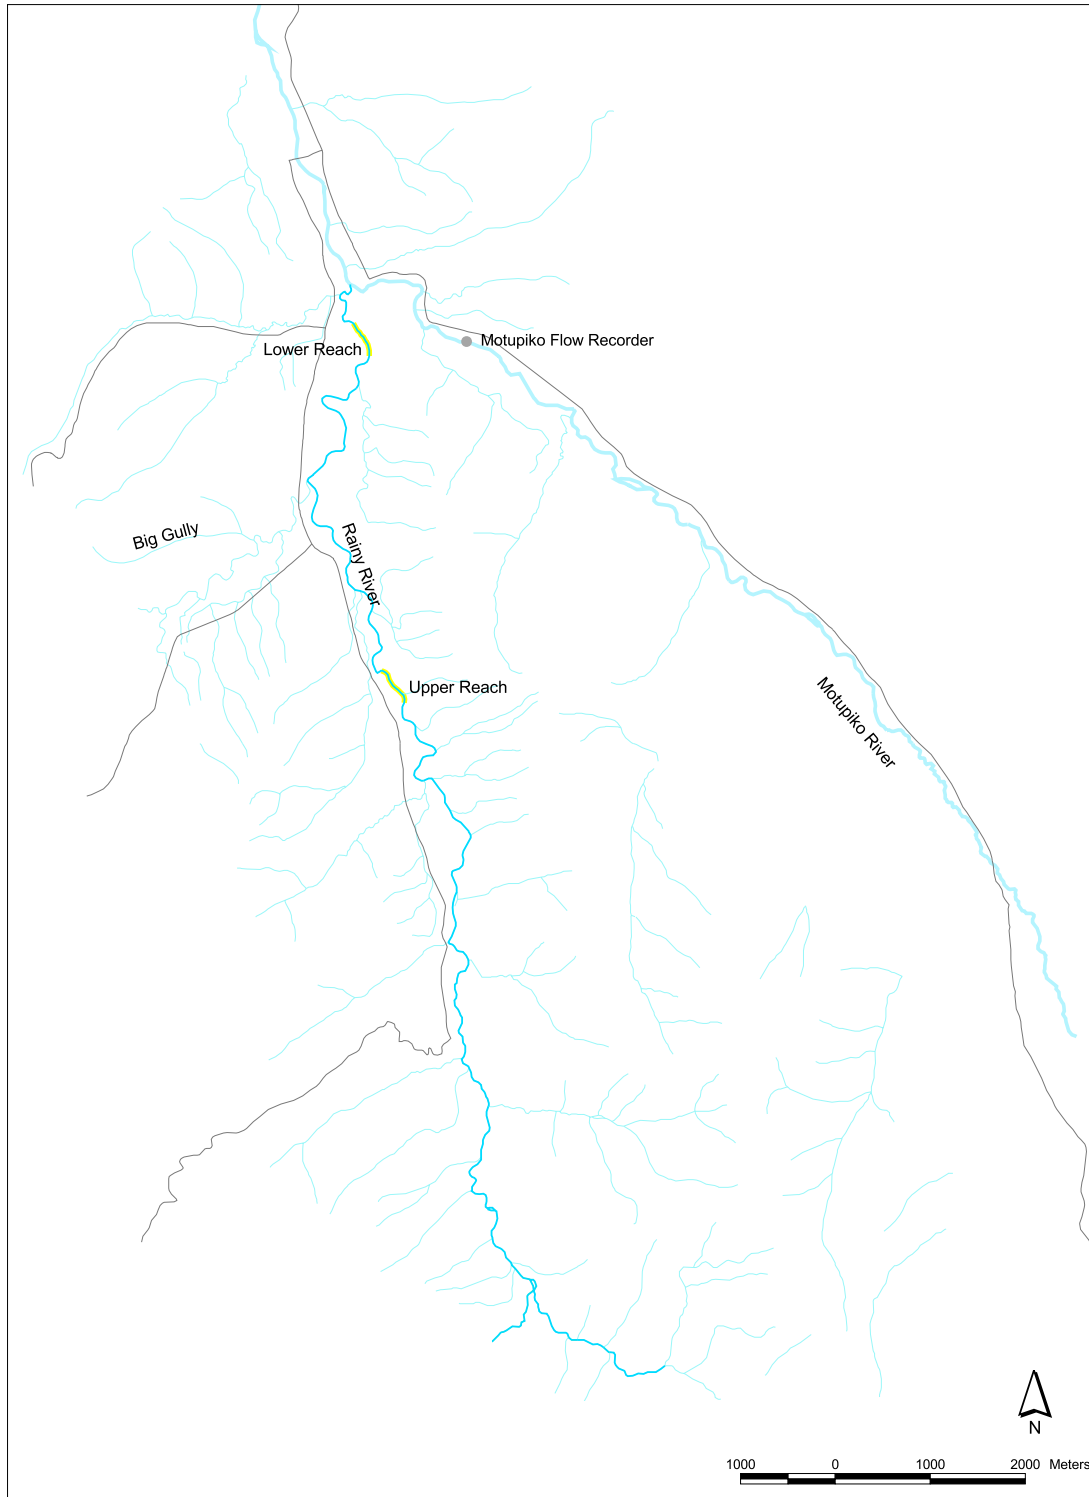 Motupiko Flow Recorder
Lower Reach
Big Gully
Rainy River
Upper Reach
Motupiko River
N
1000 0 1000 2000 Meters